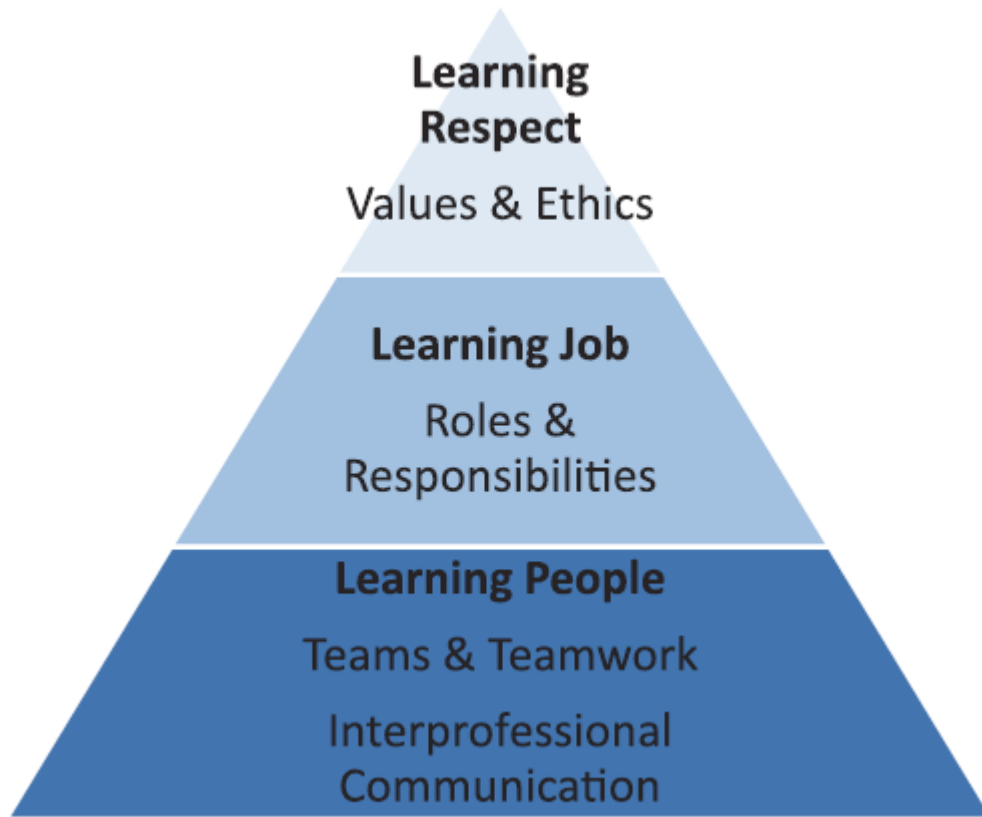 Learning
Respect
Values & Ethics
Learning Job
Roles &
Responsibilities
Learning People
Teams & Teamwork
Interprofessional
Communication